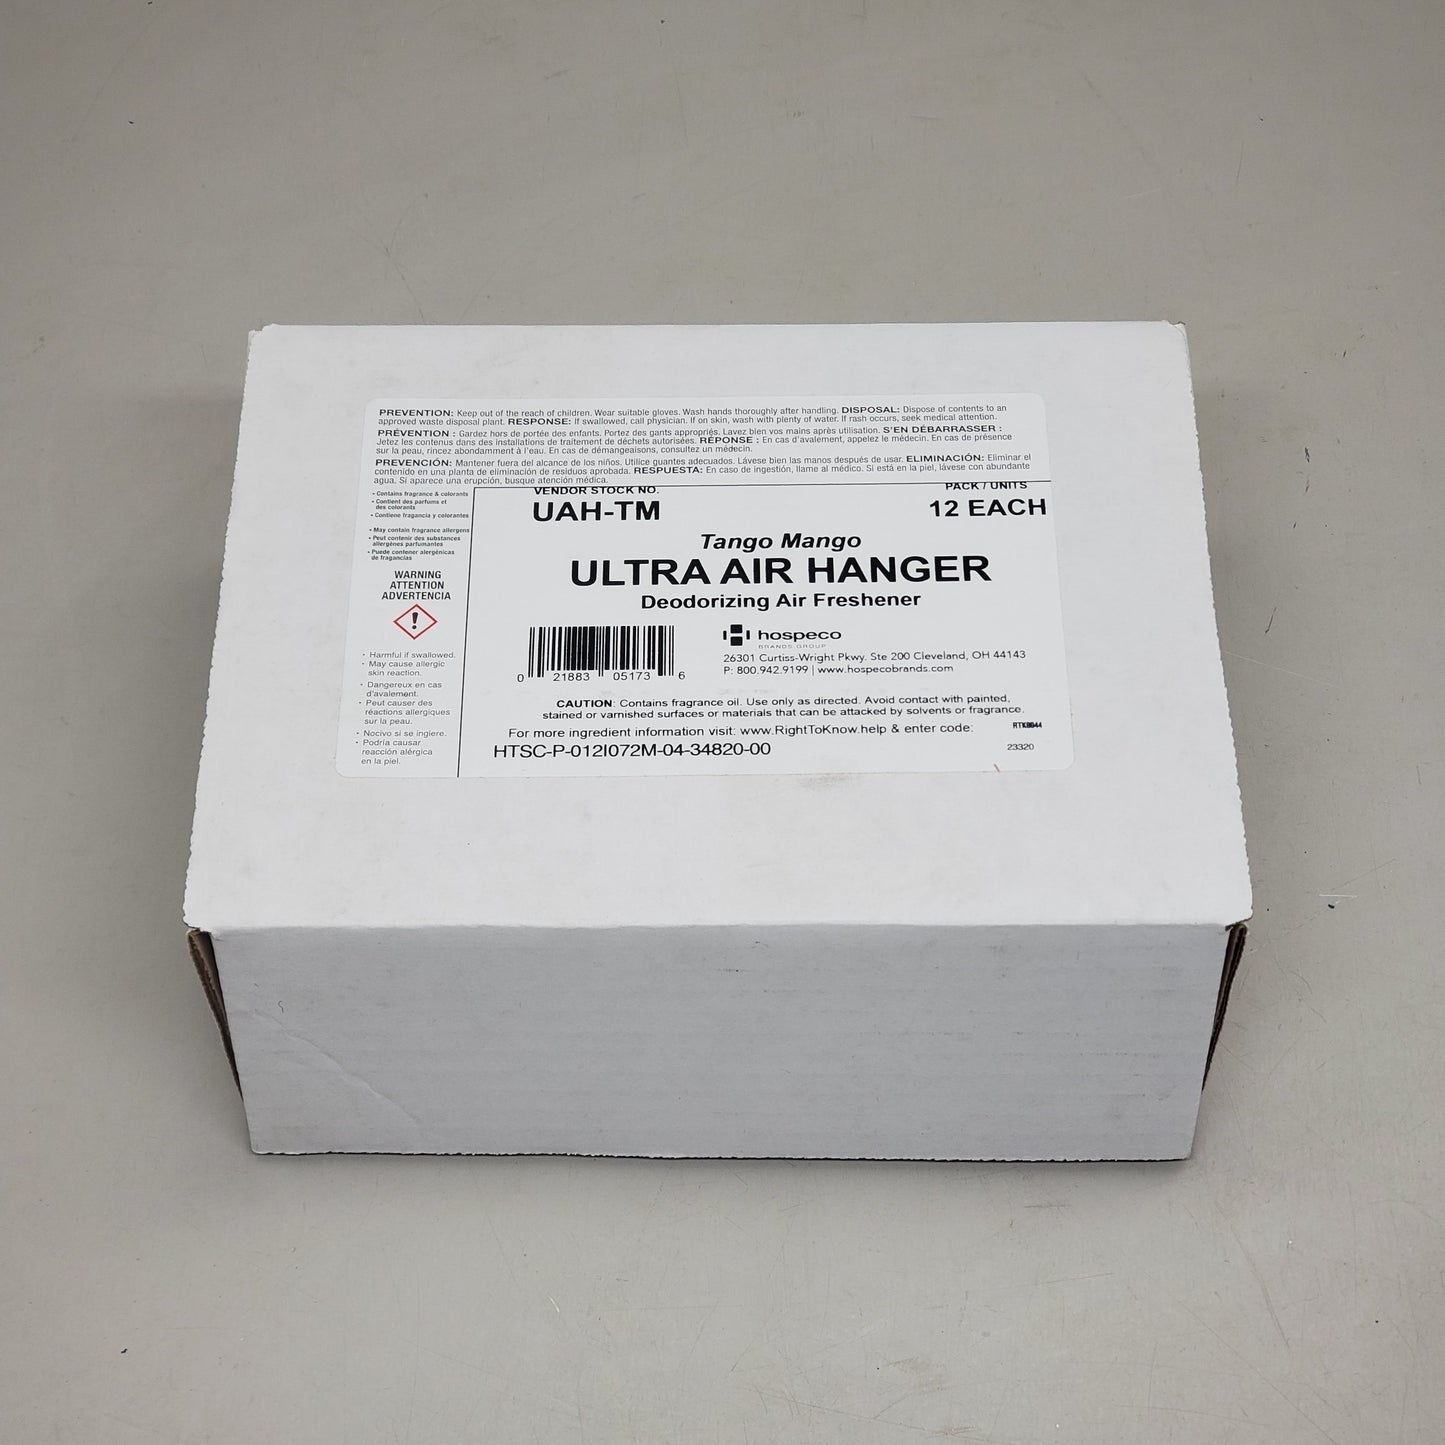 PREVENTION: Keep out of the reach of children. Wear suitable gloves. Wash hands thoroughly after handling. DISPOSAL: Dispose of contents to an
approved waste disposal plant. RESPONSE: If swallowed, call physician. If on skin, wash with plenty of water. If rash occurs, seek medical attention.
PRÉVENTION : Gardez hors de portée des enfants. Portez des gants appropriés. Lavez bien vos mains après utilisation. S'EN DÉBARRASSER :
Jetez les contenus dans des installations de traitement de déchets autorisées. RÉPONSE : En cas d'avalement, appelez le médecin. En cas de présence
sur la peau, rincez abondamment à l'eau. En cas de démangeaisons, consultez un médecin.
PREVENCIÓN: Mantener fuera del alcance de los niños. Utilice guantes adecuados. Lávese bien las manos después de usar. ELIMINACIÓN: Eliminar el
contenido en una planta de eliminación de residuos aprobada. RESPUESTA: En caso de ingestión, llame al médico. Si está en la piel, lávese con abundante
agua. Si aparece una erupción, busque atención médica.
• Contains fragrance & colorants
• Contient des parfums et
des colorants
• Contiene fragancia y colorantes
• May contain fragrance allergens
• Peut contenir des substances
allergènes parfumantes
• Puede contener alergénicas
de fragancias
WARNING
ATTENTION
ADVERTENCIA
!
• Harmful if swallowed.
• May cause allergic
skin reaction.
• Dangereux en cas
d'avalement.
• Peut causer des
réactions allergiques
sur la peau.
• Nocivo si se ingiere.
• Podría causar
reacción alérgica
en la piel.
VENDOR STOCK NO.
UAH-TM
PACK / UNITS
12 EACH
Tango Mango
ULTRA AIR HANGER
Deodorizing Air Freshener
0 21883 05173 6
hospeco
BRANDS GROUP
26301 Curtiss-Wright Pkwy. Ste 200 Cleveland, OH 44143
P: 800.942.9199 | www.hospecobrands.com
CAUTION: Contains fragrance oil. Use only as directed. Avoid contact with painted,
stained or varnished surfaces or materials that can be attacked by solvents or fragrance.
For more ingredient information visit: www.RightToKnow.help & enter code:
HTSC-P-012I072M-04-34820-00
23320